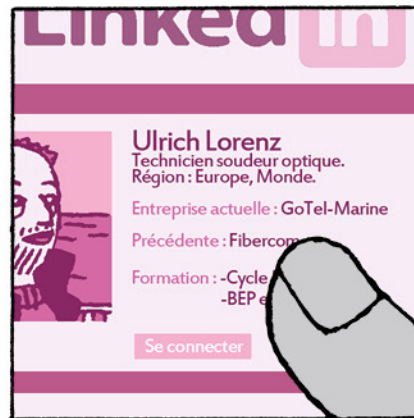 Linked in
Ulrich Lorenz
Technicien soudeur optique.
Région : Europe, Monde.
Entreprise actuelle : GoTel-Marine
Précédente : Fibercom
Formation : -Cycle
-BEP
Se connecter